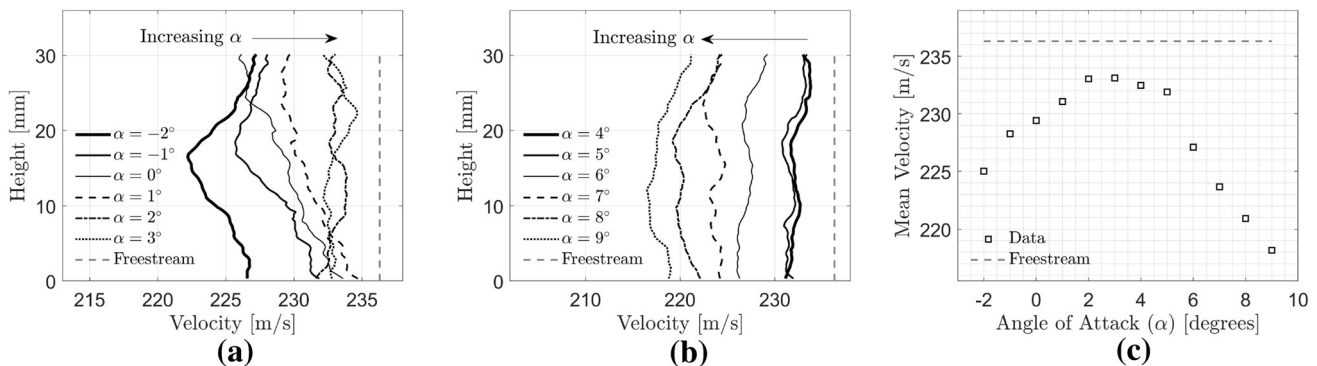 Increasing α
30
20
10
0
Height [mm]
α = −2°
α = −1°
α = 0°
α = 1°
α = 2°
α = 3°
Freestream
215
220
225
230
235
Velocity [m/s]
(a)
Increasing α
30
20
10
0
Height [mm]
α = 4°
α = 5°
α = 6°
α = 7°
α = 8°
α = 9°
Freestream
210
220
230
Velocity [m/s]
(b)
235
230
225
220
Mean Velocity [m/s]
Data
Freestream
-2
0
2
4
6
8
10
Angle of Attack (α) [degrees]
(c)